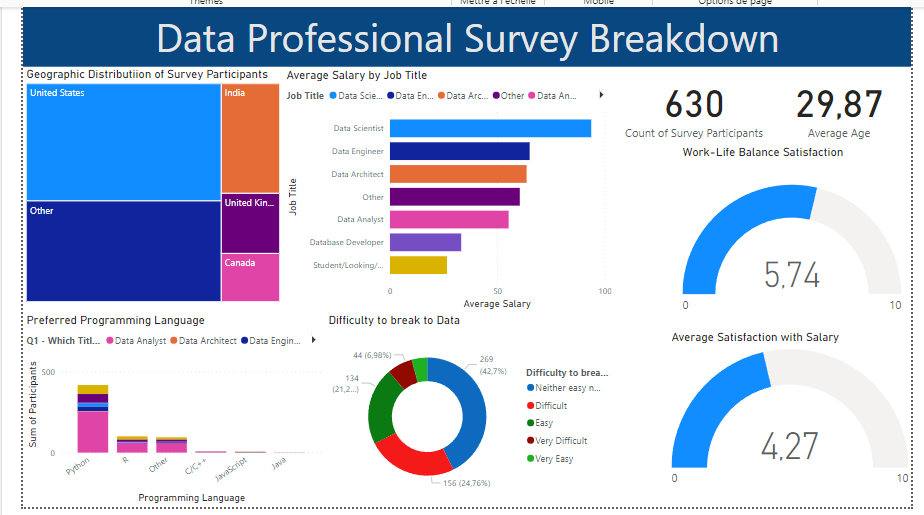 Thèmes
Mettre à l'échelle
Mobile
Options de page
Data Professional Survey Breakdown
Geographic Distributiion of Survey Participants
United States
India
Other
United Kin...
Canada
Average Salary by Job Title
Job Title
Data Scie...
Data En...
Data Arc...
Other
Data An...
Job Title
Data Scientist
Data Engineer
Data Architect
Other
Data Analyst
Database Developer
Student/Looking/...
0
50
100
Average Salary
630
Count of Survey Participants
29,87
Average Age
Work-Life Balance Satisfaction
5,74
0
10
Preferred Programming Language
Q1 - Which Titl...
Data Analyst
Data Architect
Data Engin...
Sum of Participants
500
0
Python
R
Other
C/C++
JavaScript
Java
Programming Language
Difficulty to break to Data
44 (6,98%)
269
(42,7%)
134
(21,2...)
156 (24,76%)
Difficulty to brea...
Neither easy n...
Difficult
Easy
Very Difficult
Very Easy
Average Satisfaction with Salary
4,27
0
10